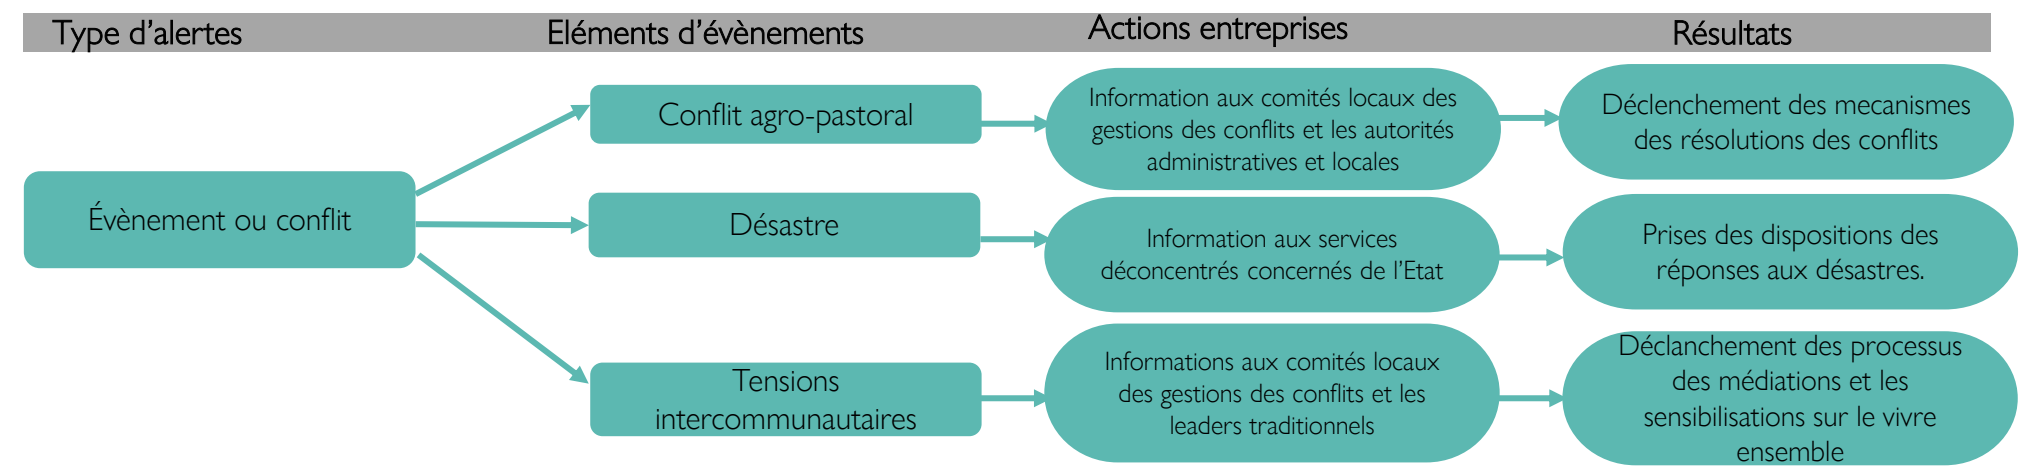 Type d’alertes
Eléments d’évènements
Actions entreprises
Résultats
Évènement ou conflit
Conflit agro-pastoral
Information aux comités locaux des
gestions des conflits et les autorités
administratives et locales
Déclenchement des mecanismes
des résolutions des conflits
Désastre
Information aux services
déconcentrés concernés de l’Etat
Prises des dispositions des
réponses aux désastres.
Tensions
intercommunautaires
Informations aux comités locaux
des gestions des conflits et les
leaders traditionnels
Déclanchement des processus
des médiations et les
sensibilisations sur le vivre
ensemble